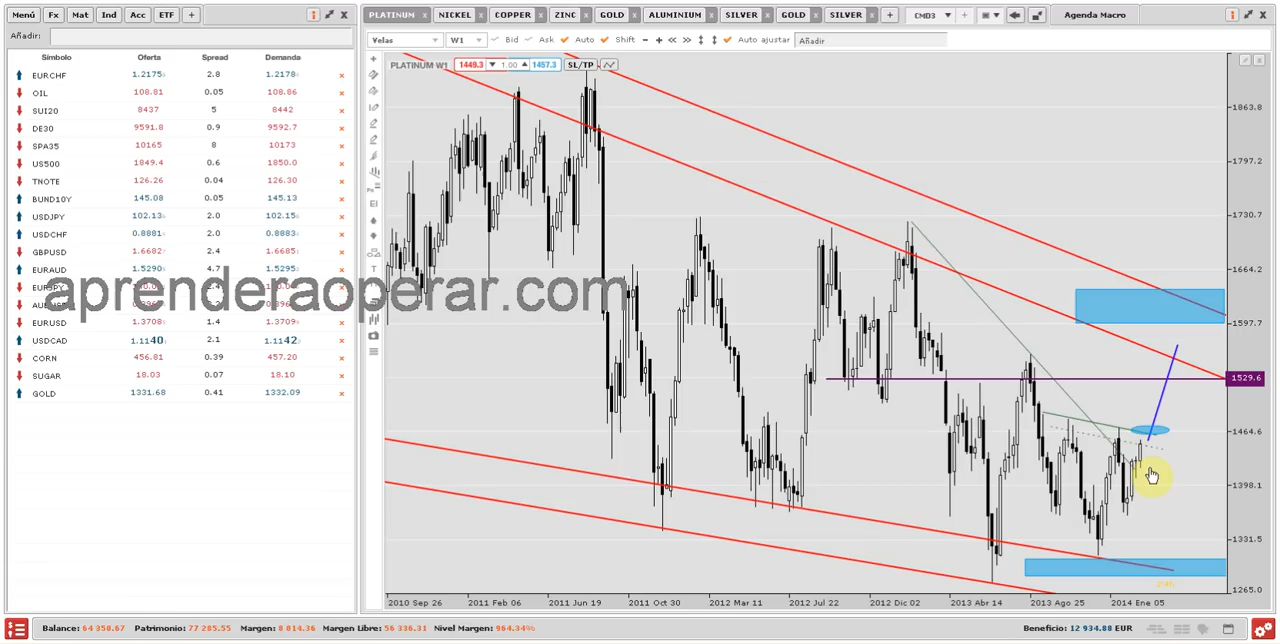 Menú Fx Mat Ind Acc ETF +
Añadir:
Símbolo Oferta Spread Demanda
EURCHF 1.2175 2.8 1.2178
OIL 108.81 0.05 108.86
SUI20 8437 5 8442
DE30 9591.8 0.9 9592.7
SPA35 10165 8 10173
US500 1849.4 0.6 1850.0
TNOTE 126.26 0.04 126.30
BUND10Y 145.08 0.05 145.13
USDJPY 102.13 2.0 102.15
USDCHF 0.8881 2.0 0.8883
GBPUSD 1.6682 2.4 1.6685
EURAUD 1.5290 4.7 1.5295
aprenderaoperar.com
EURUSD 1.3708 1.4 1.3709
USDCAD 1.1140 2.1 1.1142
CORN 456.81 0.39 457.20
SUGAR 18.03 0.07 18.10
GOLD 1331.68 0.41 1332.09
PLATINUM x NICKEL x COPPER x ZINC x GOLD x ALUMINIUM x SILVER x GOLD x SILVER x + CMD3 Agenda Macro
Velas W1 Bid Ask Auto Shift Auto ajustar Añadir
PLATINUM W1 1449.3 1.00 1457.3 SL/TP
1863.8
1797.2
1730.7
1664.2
1597.7
1529.6
1464.6
1398.1
1331.5
1265.0
2010 Sep 26 2011 Feb 06 2011 Jun 19 2011 Oct 30 2012 Mar 11 2012 Jul 22 2012 Dic 02 2013 Abr 14 2013 Ago 25 2014 Ene 05
Balance: 64 350.67 Patrimonio: 77 285.55 Margen: 8 014.36 Margen Libre: 56 336.31 Nivel Margen: 964.34% Beneficio: 12 934.88 EUR